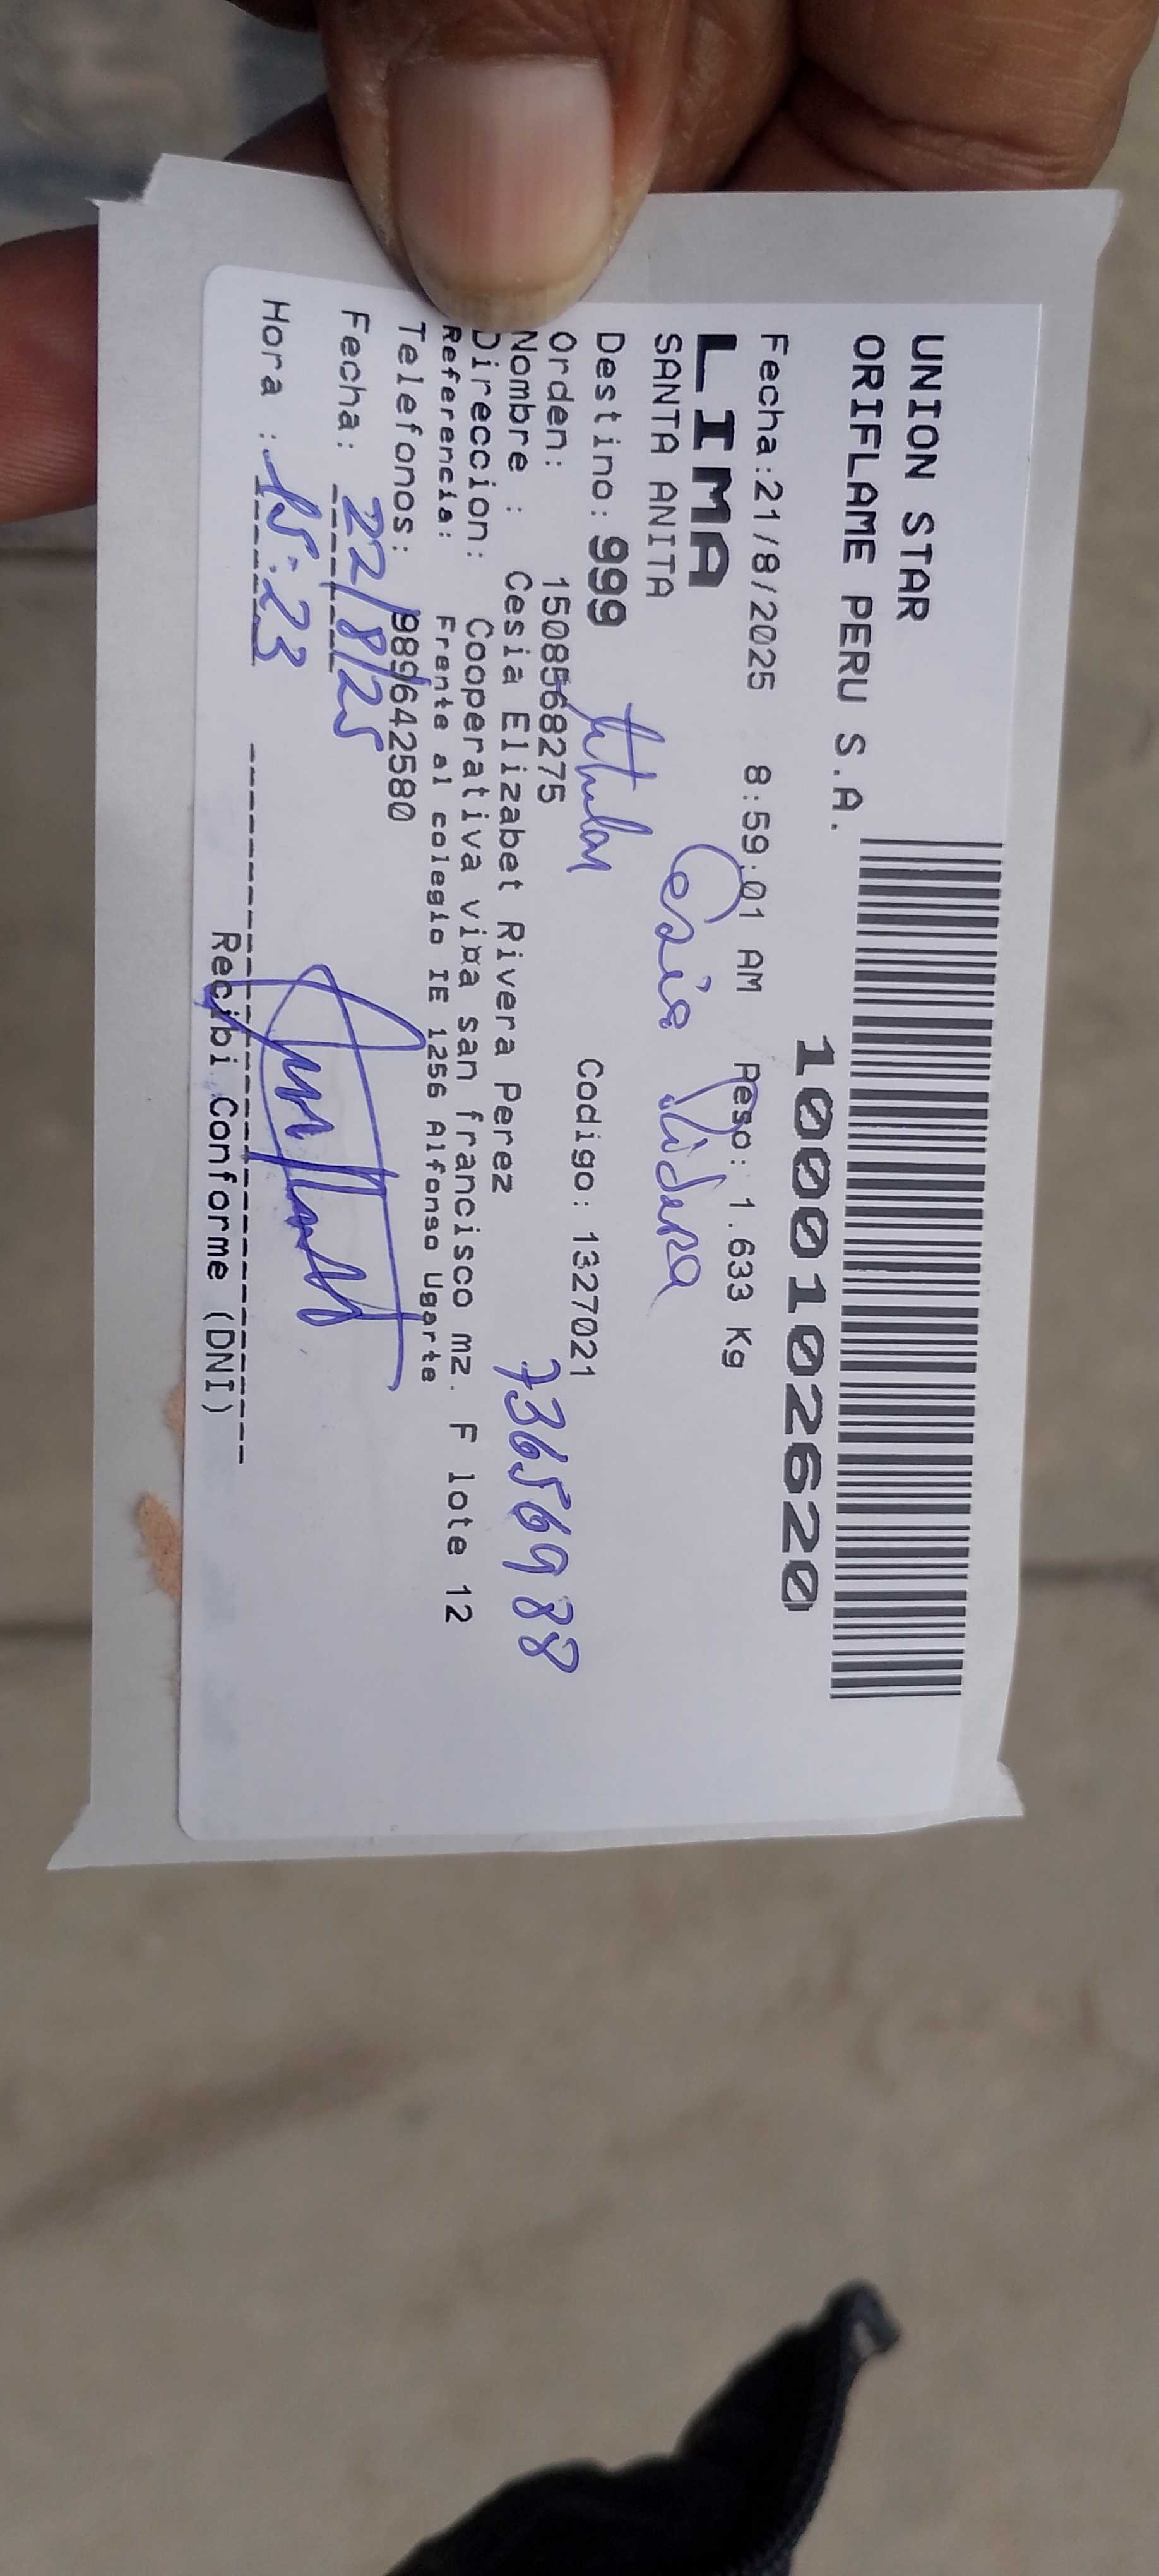 UNION STAR
ORIFLAME PERU S.A.
10001026620
Fecha:21/8/2025 8:59:01 AM Peso: 1.633 Kg
LIMA
SANTA ANITA
Cesia Rivera
Destino: 999 titular
Codigo: 1327021
Orden: 1508568275
73656988
Nombre : Cesia Elizabet Rivera Perez
Direccion: Cooperativa viña san francisco mz. F lote 12
Referencia: Frente al colegio IE 1256 Alfonso Ugarte
Telefonos: 989642580
Fecha: 22/8/25
Hora : 15:23
Recibi Conforme (DNI)